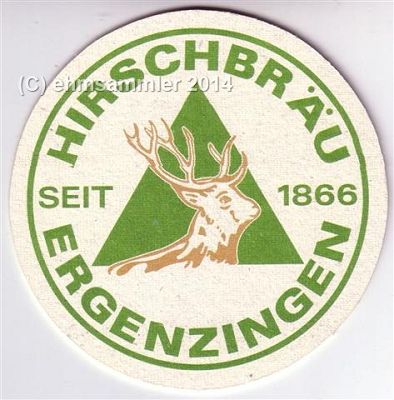 (C) ehmsammler 2014
HIRSCHBRÄU
SEIT 1866
ERGENZINGEN